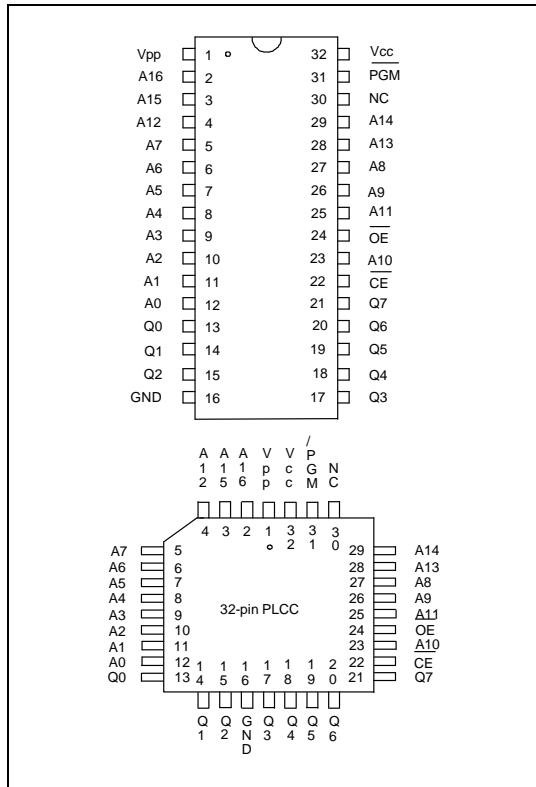 Vpp 1 32 Vcc
A16 2 31 PGM
A15 3 30 NC
A12 4 29 A14
A7 5 28 A13
A6 6 27 A8
A5 7 26 A9
A4 8 25 A11
A3 9 24 OE
A2 10 23 A10
A1 11 22 CE
A0 12 21 Q7
Q0 13 20 Q6
Q1 14 19 Q5
Q2 15 18 Q4
GND 16 17 Q3
A12 A15 A16 Vpp Vcc /PGM NC
4 3 2 1 32 31 30
A7 5 29 A14
A6 6 28 A13
A5 7 27 A8
A4 8 26 A9
A3 9 32-pin PLCC 25 A11
A2 10 24 OE
A1 11 23 A10
A0 12 22 CE
Q0 13 21 Q7
14 15 16 17 18 19 20
Q1 Q2 GND Q3 Q4 Q5 Q6